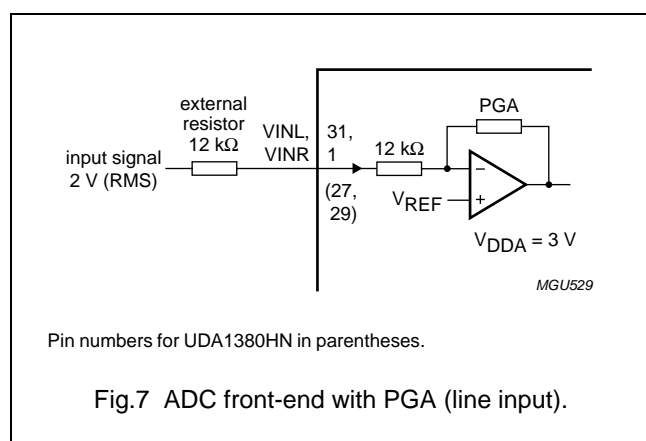 external
resistor
12 kΩ
input signal
2 V (RMS)
VINL,
VINR
31,
1
(27,
29)
12 kΩ
PGA
−
+
VREF
VDDA = 3 V
MGU529
Pin numbers for UDA1380HN in parentheses.
Fig.7 ADC front-end with PGA (line input).